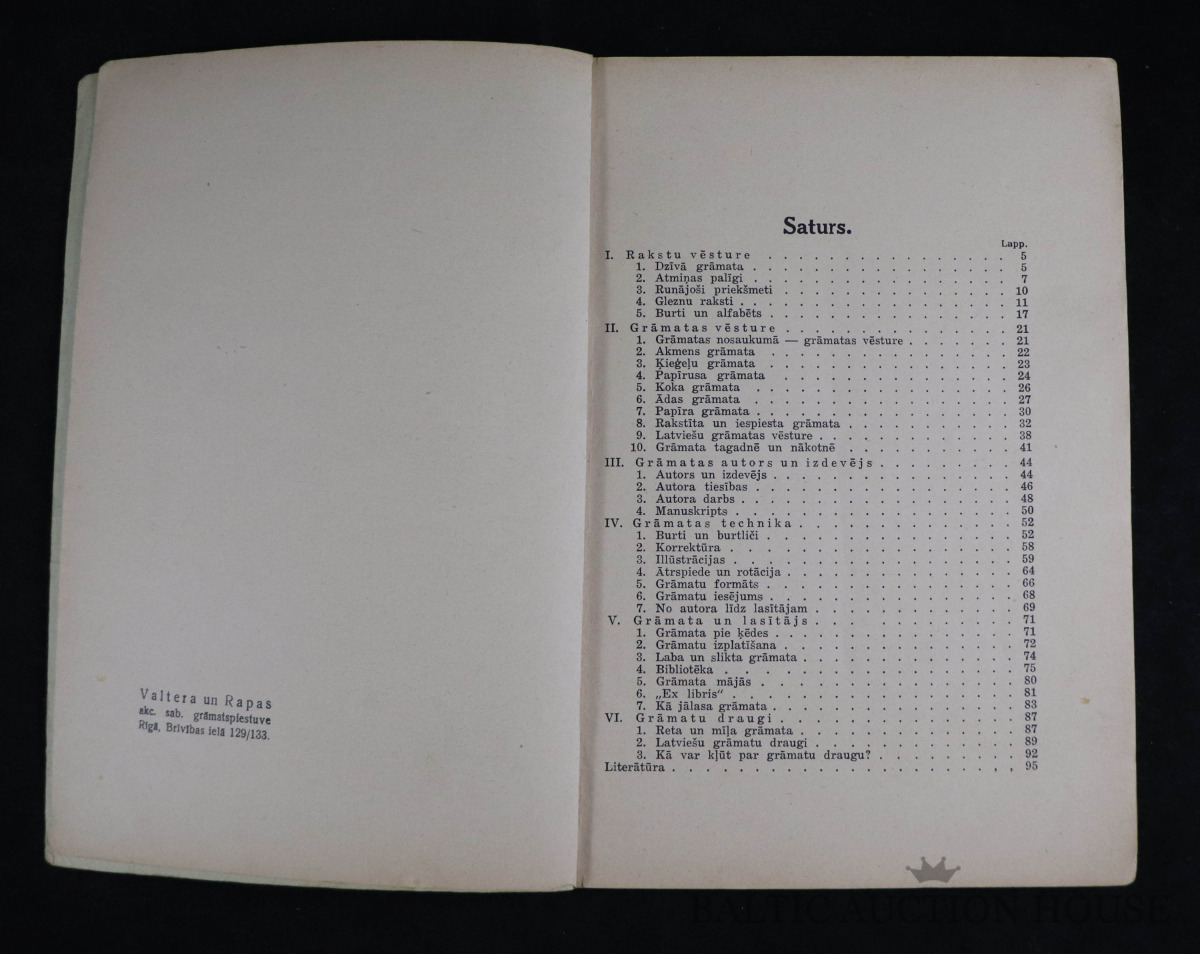 Valtera un Rapas
akc. sab. grāmatspiestuve
Rīgā, Brīvības ielā 129/133.
Saturs.
Lapp.
I. Rakstu vēsture . . . . . . . . . . . . . . . . 5
1. Dzīvā grāmata . . . . . . . . . . . . . . . . 5
2. Atmiņas palīgi . . . . . . . . . . . . . . . . 7
3. Runājoši priekšmeti . . . . . . . . . . . . . . 10
4. Gleznu raksti . . . . . . . . . . . . . . . . 11
5. Burti un alfabēts . . . . . . . . . . . . . . . 17
II. Grāmatas vēsture . . . . . . . . . . . . . . 21
1. Grāmatas nosaukumā — grāmatas vēsture . . . . . . . 21
2. Akmens grāmata . . . . . . . . . . . . . . . 22
3. Ķieģeļu grāmata . . . . . . . . . . . . . . . 23
4. Papīrusa grāmata . . . . . . . . . . . . . . . 24
5. Koka grāmata . . . . . . . . . . . . . . . . 26
6. Ādas grāmata . . . . . . . . . . . . . . . . 27
7. Papīra grāmata . . . . . . . . . . . . . . . . 30
8. Rakstīta un iespiesta grāmata . . . . . . . . . . . 32
9. Latviešu grāmatas vēsture . . . . . . . . . . . . 38
10. Grāmata tagadnē un nākotnē . . . . . . . . . . . 41
III. Grāmatas autors un izdevējs . . . . . . . . . 44
1. Autors un izdevējs . . . . . . . . . . . . . . . 44
2. Autora tiesības . . . . . . . . . . . . . . . . 46
3. Autora darbs . . . . . . . . . . . . . . . . 48
4. Manuskripts . . . . . . . . . . . . . . . . . 50
IV. Grāmatas technika . . . . . . . . . . . . . 52
1. Burti un burtliči . . . . . . . . . . . . . . . 52
2. Korrektūra . . . . . . . . . . . . . . . . . 58
3. Illūstrācijas . . . . . . . . . . . . . . . . . 59
4. Ātrspiede un rotācija . . . . . . . . . . . . . . 64
5. Grāmatu formāts . . . . . . . . . . . . . . . 66
6. Grāmatu iesējums . . . . . . . . . . . . . . . 68
7. No autora līdz lasītājam . . . . . . . . . . . . . 69
V. Grāmata un lasītājs . . . . . . . . . . . . 71
1. Grāmata pie ķēdes . . . . . . . . . . . . . . . 71
2. Grāmatu izplatīšana . . . . . . . . . . . . . . 72
3. Laba un slikta grāmata . . . . . . . . . . . . . 74
4. Bibliotēka . . . . . . . . . . . . . . . . . 75
5. Grāmata mājās . . . . . . . . . . . . . . . . 80
6. „Ex libris“ . . . . . . . . . . . . . . . . . 81
7. Kā jālasa grāmata . . . . . . . . . . . . . . . 83
VI. Grāmatu draugi . . . . . . . . . . . . . . 87
1. Reta un mīļa grāmata . . . . . . . . . . . . . . 87
2. Latviešu grāmatu draugi . . . . . . . . . . . . . 89
3. Kā var kļūt par grāmatu draugu? . . . . . . . . . 92
Literātūra . . . . . . . . . . . . . . . . . . . . . 95
BALTIC AUCTION HOUSE